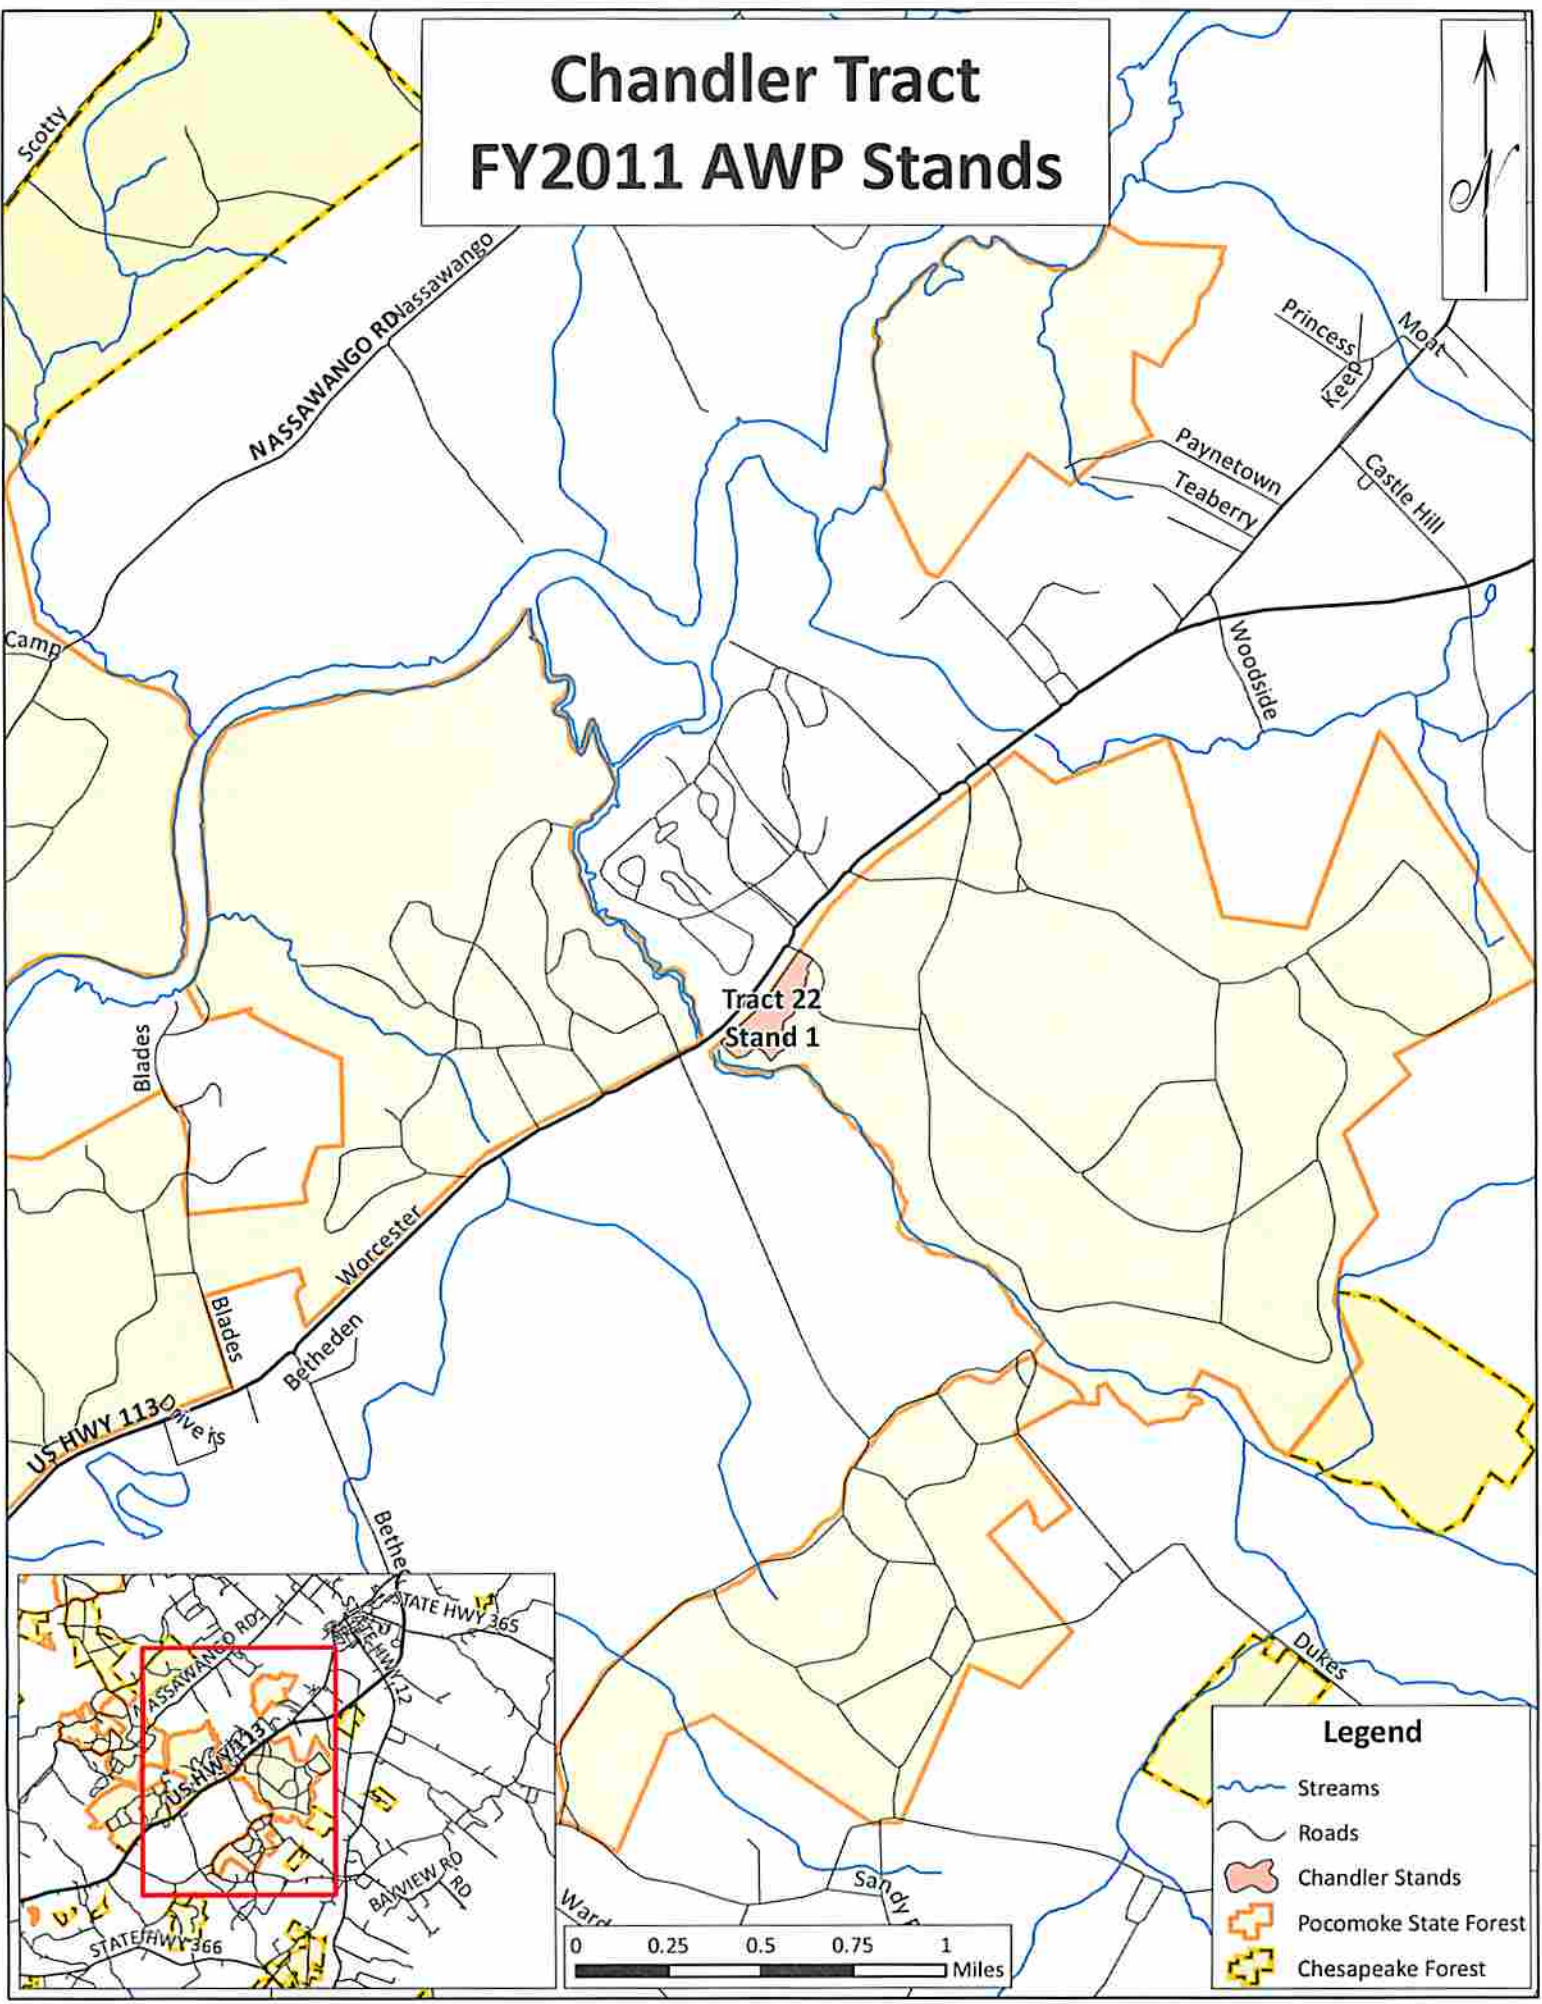 Chandler Tract
FY2011 AWP Stands
N
Scotty
Nassawango
NASSAWANGO RD
Princess
Moat
Keep
Paynetown
Teaberry
Castle Hill
Woodside
Camp
Tract 22
Stand 1
Blades
Worcester
Blades
Betheden
US HWY 113
Drive is
Bethe
STATE HWY 365
NASSAWANGO RD
STATE HWY 12
US HWY 113
BAYVIEW RD
RD
STATE HWY 366
Dukes
Sandy
Ward
0 0.25 0.5 0.75 1
Miles
Legend
Streams
Roads
Chandler Stands
Pocomoke State Forest
Chesapeake Forest